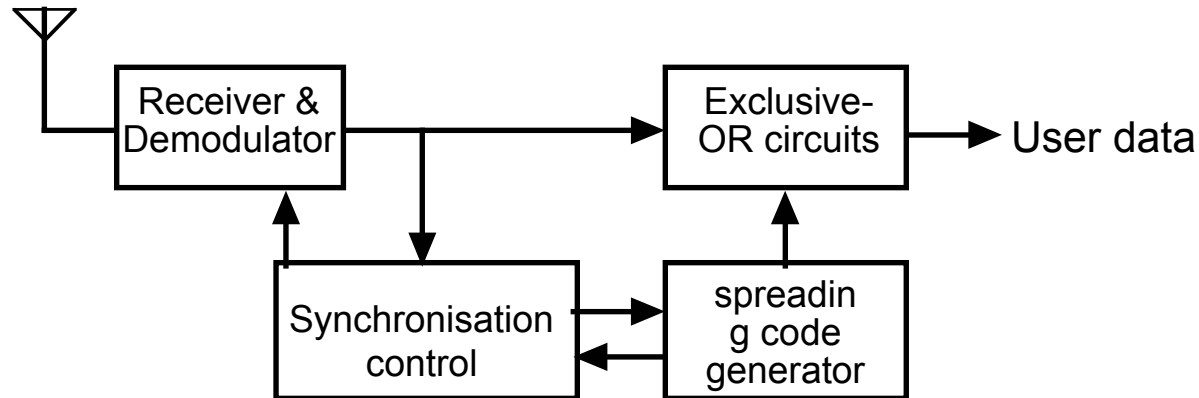 Receiver &
Demodulator
Exclusive-
OR circuits
User data
Synchronisation
control
spreadin
g code
generator